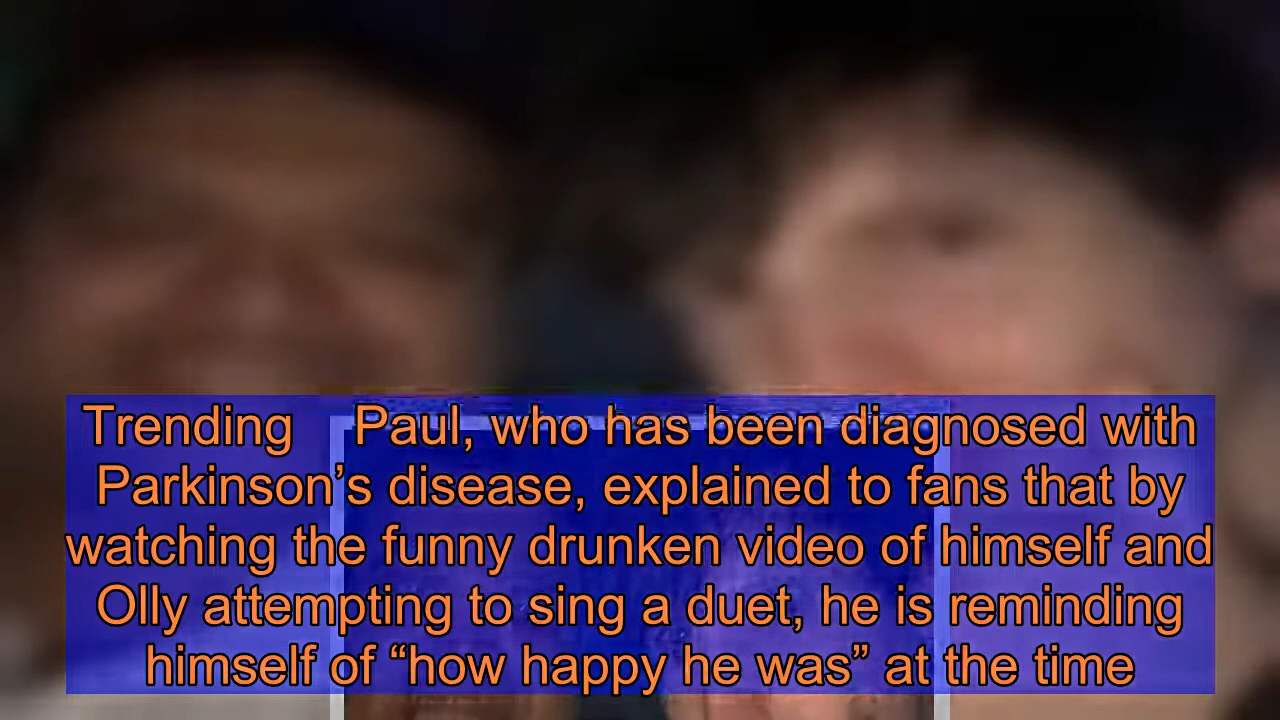 Trending Paul, who has been diagnosed with
Parkinson’s disease, explained to fans that by
watching the funny drunken video of himself and
Olly attempting to sing a duet, he is reminding
himself of “how happy he was” at the time